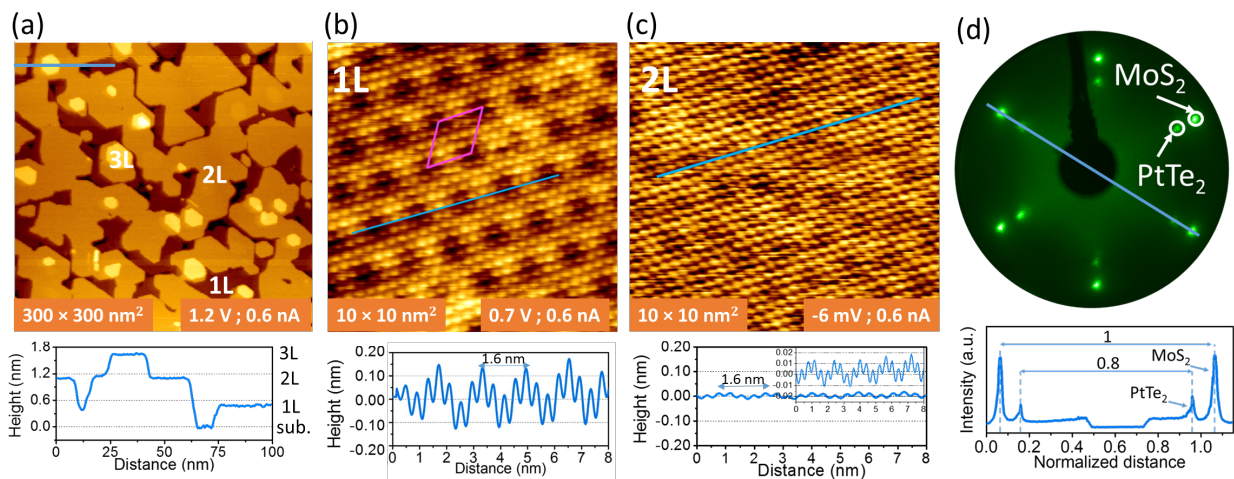 (a)
3L
2L
1L
300 × 300 nm²
1.2 V ; 0.6 nA
Height (nm)
1.8
1.2
0.6
0.0
3L
2L
1L
sub.
0
25
50
75
100
Distance (nm)
(b)
1L
10 × 10 nm²
0.7 V ; 0.6 nA
Height (nm)
0.20
0.10
0.00
-0.10
-0.20
1.6 nm
0
1
2
3
4
5
6
7
8
Distance (nm)
(c)
2L
10 × 10 nm²
-6 mV ; 0.6 nA
Height (nm)
0.20
0.10
0.00
-0.10
-0.20
1.6 nm
0.02
0.01
0.00
-0.01
-0.02
0 1 2 3 4 5 6 7 8
0
1
2
3
4
5
6
7
8
Distance (nm)
(d)
MoS₂
PtTe₂
Intensity (a.u.)
1
MoS₂
0.8
PtTe₂
0.0
0.2
0.4
0.6
0.8
1.0
Normalized distance